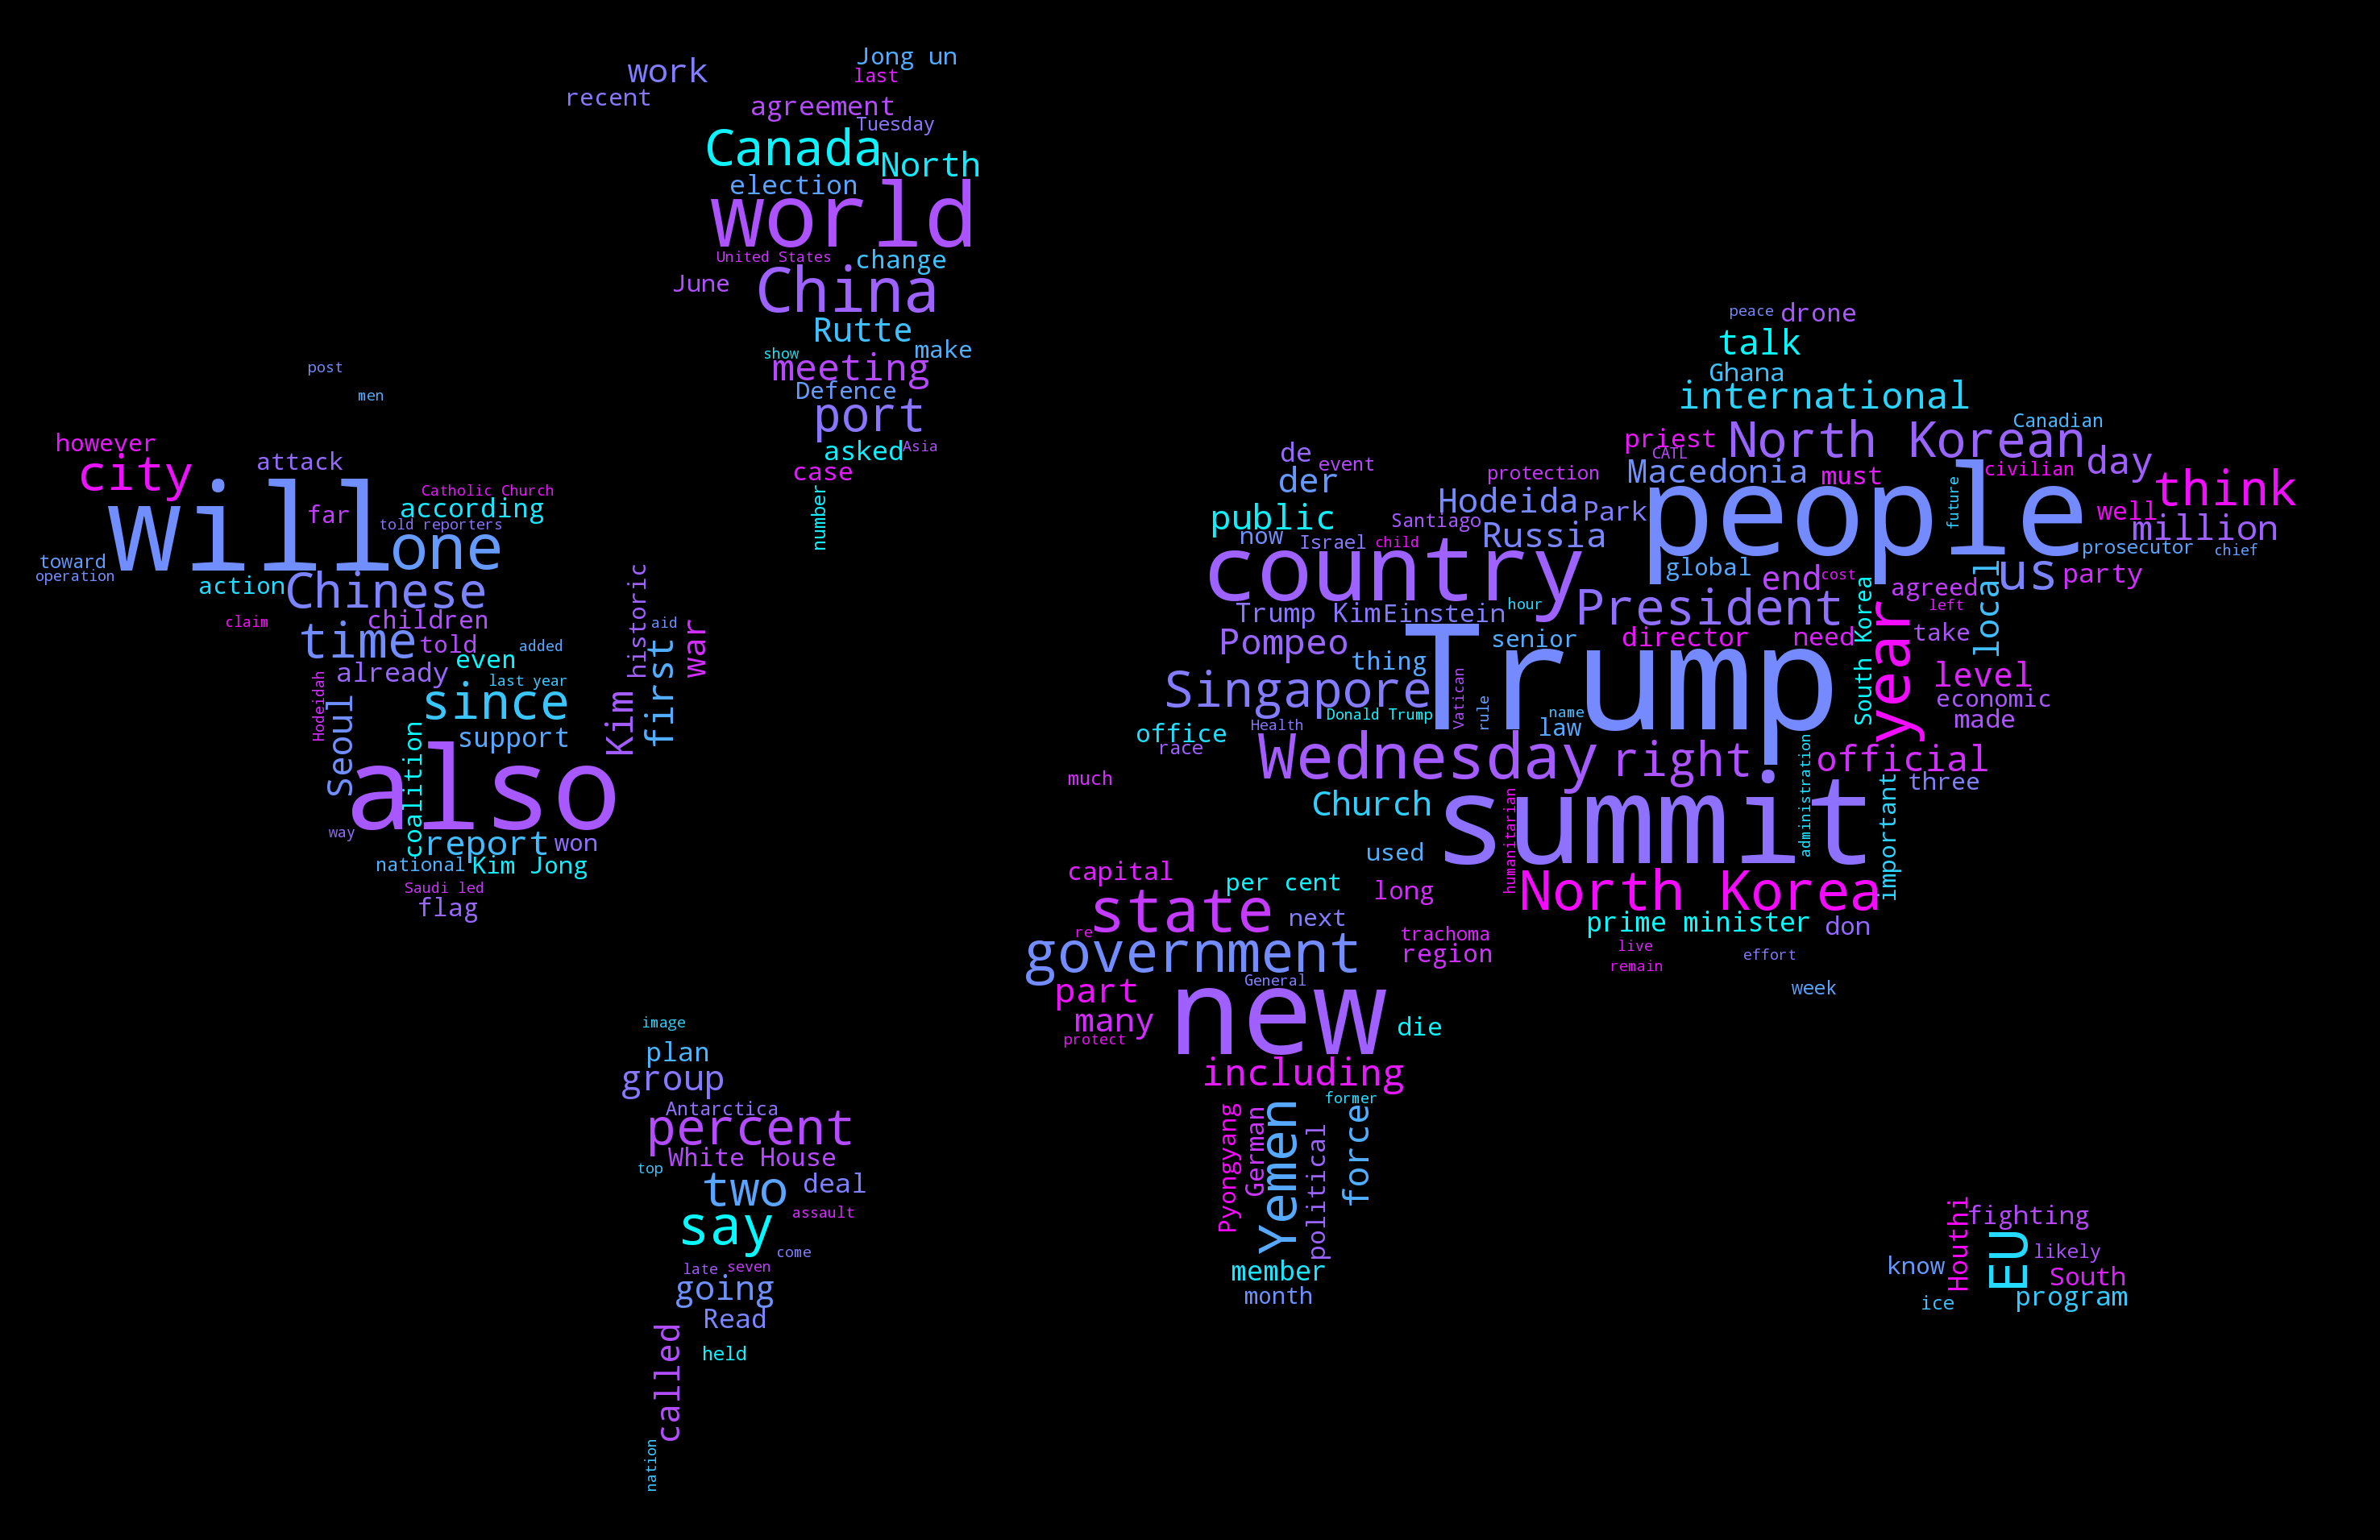 Jong un
work
last
recent
agreement
Tuesday
Canada
North
election
world
United States
change
June
China
Rutte
show
make
meeting
Defence
port
asked
Asia
case
number
post
men
however
attack
city
Catholic Church
according
will
far
told reporters
one
toward
operation
action
Chinese
claim
children
time
told
even
added
already
last year
Hodeidah
Seoul
since
support
coalition
also
way
report
won
national
Kim Jong
Saudi led
flag
historic
aid
war
first
Kim
image
plan
group
Antarctica
percent
White House
top
two
deal
say
assault
come
late
seven
going
Read
called
held
nation
peace
drone
talk
Ghana
international
Canadian
priest
North Korean
CATL
day
Macedonia
must
civilian
think
people
future
well
million
prosecutor
chief
us
party
de
event
der
protection
Hodeida
Park
public
Santiago
now
Israel
child
Russia
country
global
end
cost
agreed
left
local
Trump Kim
Einstein
hour
President
South Korea
year
take
Pompeo
thing
senior
director
need
Trump
level
economic
made
Singapore
Vatican
rule
Donald Trump
name
law
Health
office
race
Wednesday
right
official
three
much
administration
important
Church
summit
humanitarian
used
capital
per cent
long
North Korea
state
next
prime minister
don
re
trachoma
region
live
effort
remain
week
government
General
part
many
new
die
protect
including
former
Pyongyang
German
Yemen
political
force
member
month
Houthi
fighting
EU
know
likely
South
ice
program